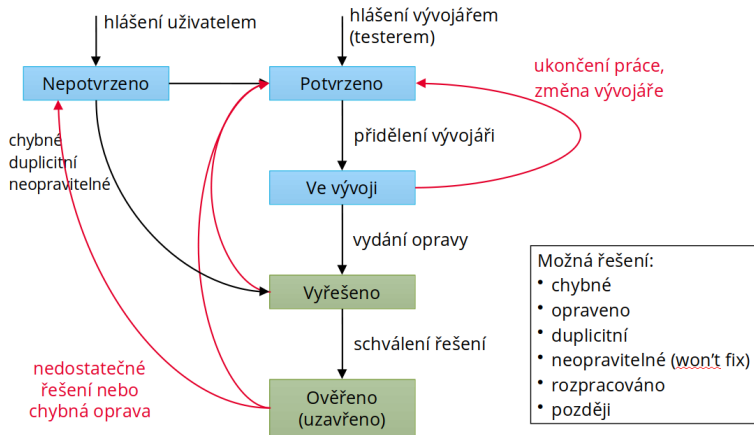 hlášení uživatelem
hlášení vývojářem
(testerem)
Nepotvrzeno
Potvrzeno
ukončení práce,
změna vývojáře
chybné
duplicitní
neopravitelné
přidělení vývojáři
Ve vývoji
vydání opravy
Vyřešeno
schválení řešení
nedostatečné
řešení nebo
chybná oprava
Ověřeno
(uzavřeno)
Možná řešení:
• chybné
• opraveno
• duplicitní
• neopravitelné (won’t fix)
• rozpracováno
• později